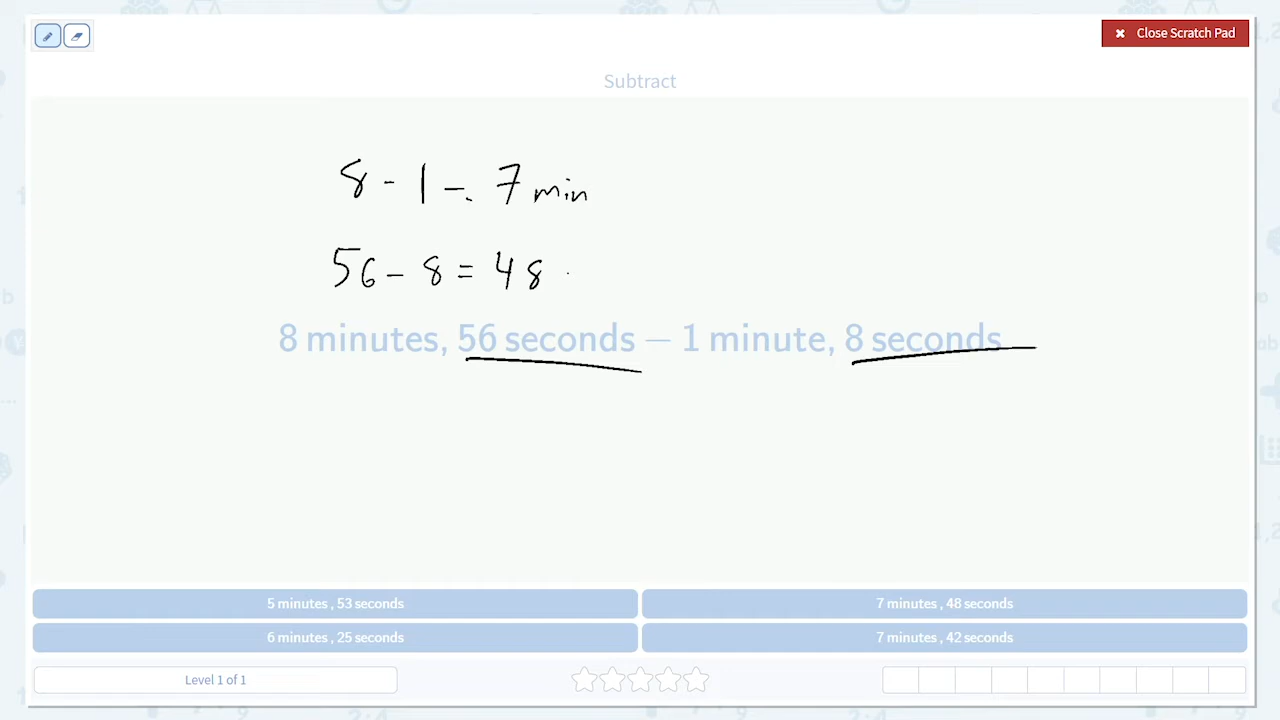 Close Scratch Pad
Subtract
8 - 1 = 7 min
56 - 8 = 48
8 minutes, 56 seconds − 1 minute, 8 seconds
5 minutes , 53 seconds
7 minutes , 48 seconds
6 minutes , 25 seconds
7 minutes , 42 seconds
Level 1 of 1